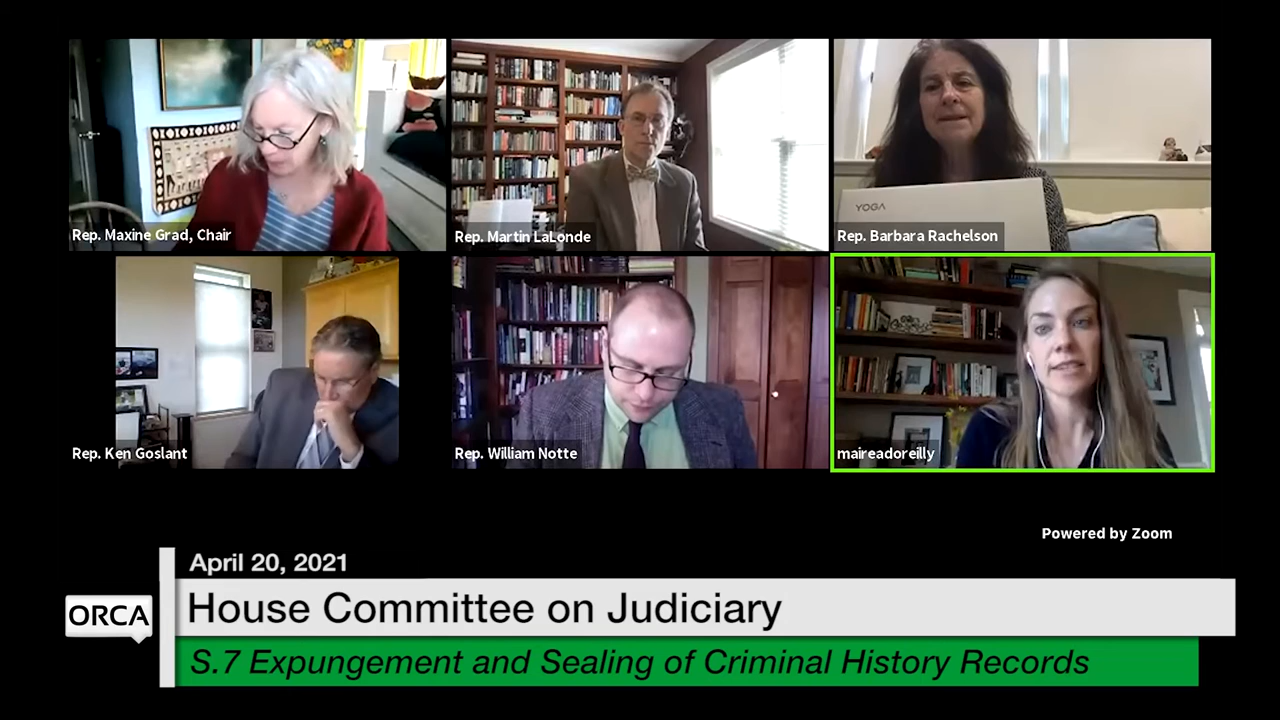 Rep. Maxine Grad, Chair
Rep. Martin LaLonde
YOGA
Rep. Barbara Rachelson
Rep. Ken Goslant
Rep. William Notte
maireadoreilly
Powered by Zoom
April 20, 2021
ORCA
House Committee on Judiciary
S.7 Expungement and Sealing of Criminal History Records